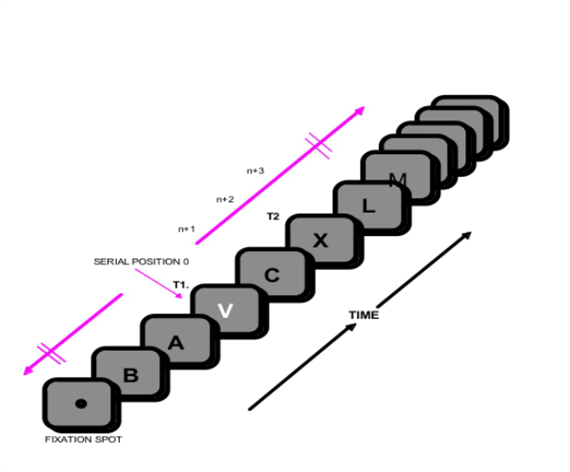 M
n+3
L
n+2
T2
n+1
X
SERIAL POSITION 0
C
T1.
V
TIME
A
B
FIXATION SPOT